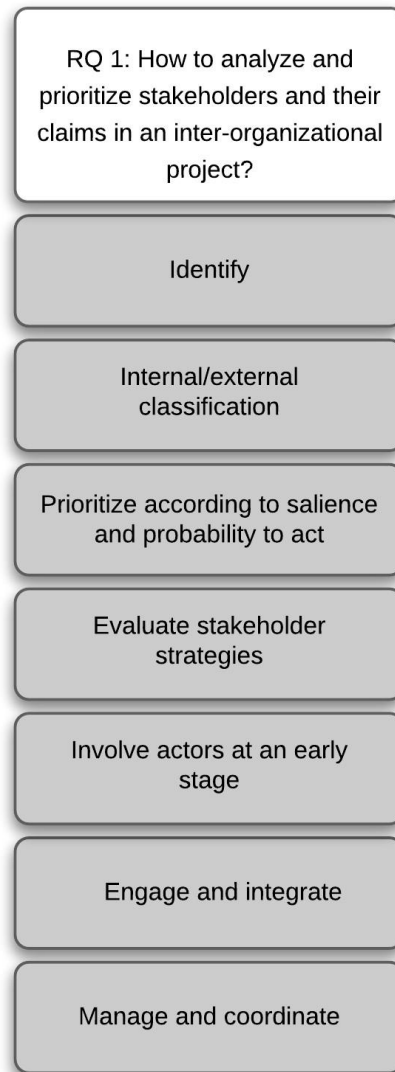 RQ 1: How to analyze and
prioritize stakeholders and their
claims in an inter-organizational
project?
Identify
Internal/external
classification
Prioritize according to salience
and probability to act
Evaluate stakeholder
strategies
Involve actors at an early
stage
Engage and integrate
Manage and coordinate